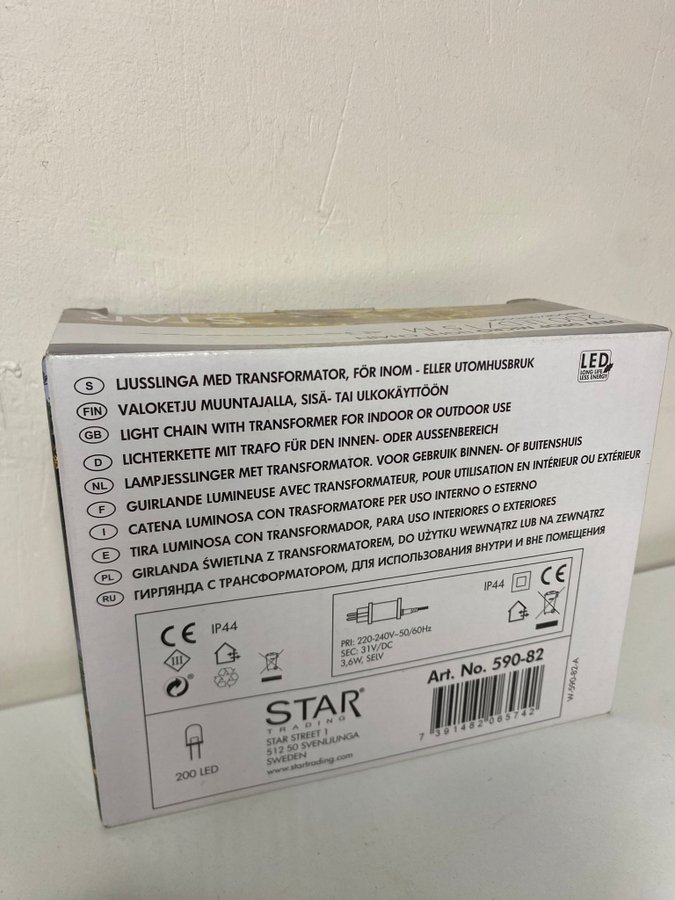 S LJUSSLINGA MED TRANSFORMATOR, FÖR INOM - ELLER UTOMHUSBRUK
FIN VALOKETJU MUUNTAJALLA, SISÄ- TAI ULKOKÄYTTÖÖN
GB LIGHT CHAIN WITH TRANSFORMER FOR INDOOR OR OUTDOOR USE
D LICHTERKETTE MIT TRAFO FÜR DEN INNEN- ODER AUSSENBEREICH
NL LAMPJESSLINGER MET TRANSFORMATOR. VOOR GEBRUIK BINNEN- OF BUITENSHUIS
F GUIRLANDE LUMINEUSE AVEC TRANSFORMATEUR, POUR UTILISATION EN INTÉRIEUR OU EXTÉRIEUR
I CATENA LUMINOSA CON TRASFORMATORE PER USO INTERNO O ESTERNO
E TIRA LUMINOSA CON TRANSFORMADOR, PARA USO INTERIORES O EXTERIORES
PL GIRLANDA ŚWIETLNA Z TRANSFORMATOREM, DO UŻYTKU WEWNĄTRZ LUB NA ZEWNĄTRZ
RU ГИРЛЯНДА С ТРАНСФОРМАТОРОМ, ДЛЯ ИСПОЛЬЗОВАНИЯ ВНУТРИ И ВНЕ ПОМЕЩЕНИЯ
LED
LONG LIFE
LESS ENERGY
CE IP44
III
PRI: 220-240V~50/60Hz
SEC: 31V/DC
3,6W, SELV
IP44 CE
200 LED
STAR®
TRADING
STAR STREET 1
512 50 SVENLJUNGA
SWEDEN
www.startrading.com
Art. No. 590-82
7 391482 065742
W-590-82-A